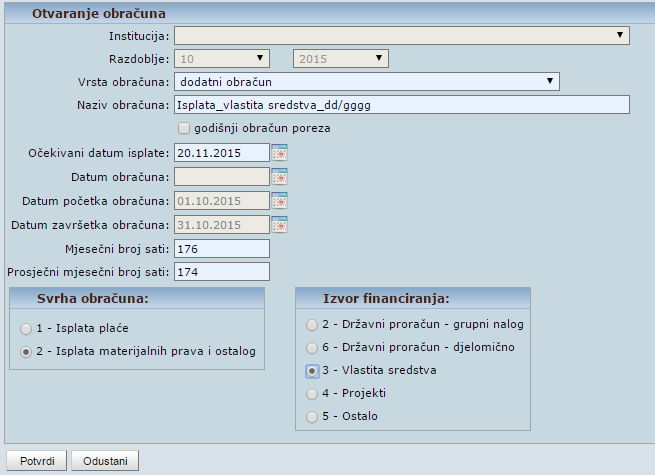 Otvaranje obračuna
Institucija:
Razdoblje: 10 2015
Vrsta obračuna: dodatni obračun
Naziv obračuna: Isplata_vlastita sredstva_dd/gggg
godišnji obračun poreza
Očekivani datum isplate: 20.11.2015
Datum obračuna:
Datum početka obračuna: 01.10.2015
Datum završetka obračuna: 31.10.2015
Mjesečni broj sati: 176
Prosječni mjesečni broj sati: 174
Svrha obračuna:
1 - Isplata plaće
2 - Isplata materijalnih prava i ostalog
Izvor financiranja:
2 - Državni proračun - grupni nalog
6 - Državni proračun - djelomično
3 - Vlastita sredstva
4 - Projekti
5 - Ostalo
Potvrdi Odustani